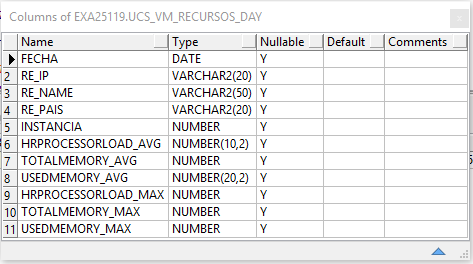 Columns of EXA25119.UCS_VM_RECURSOS_DAY
Name Type Nullable Default Comments
FECHA DATE Y
2 RE_IP VARCHAR2(20) Y
3 RE_NAME VARCHAR2(50) Y
4 RE_PAIS VARCHAR2(20) Y
5 INSTANCIA NUMBER Y
6 HRPROCESSORLOAD_AVG NUMBER(10,2) Y
7 TOTALMEMORY_AVG NUMBER Y
8 USEDMEMORY_AVG NUMBER(20,2) Y
9 HRPROCESSORLOAD_MAX NUMBER Y
10 TOTALMEMORY_MAX NUMBER Y
11 USEDMEMORY_MAX NUMBER Y